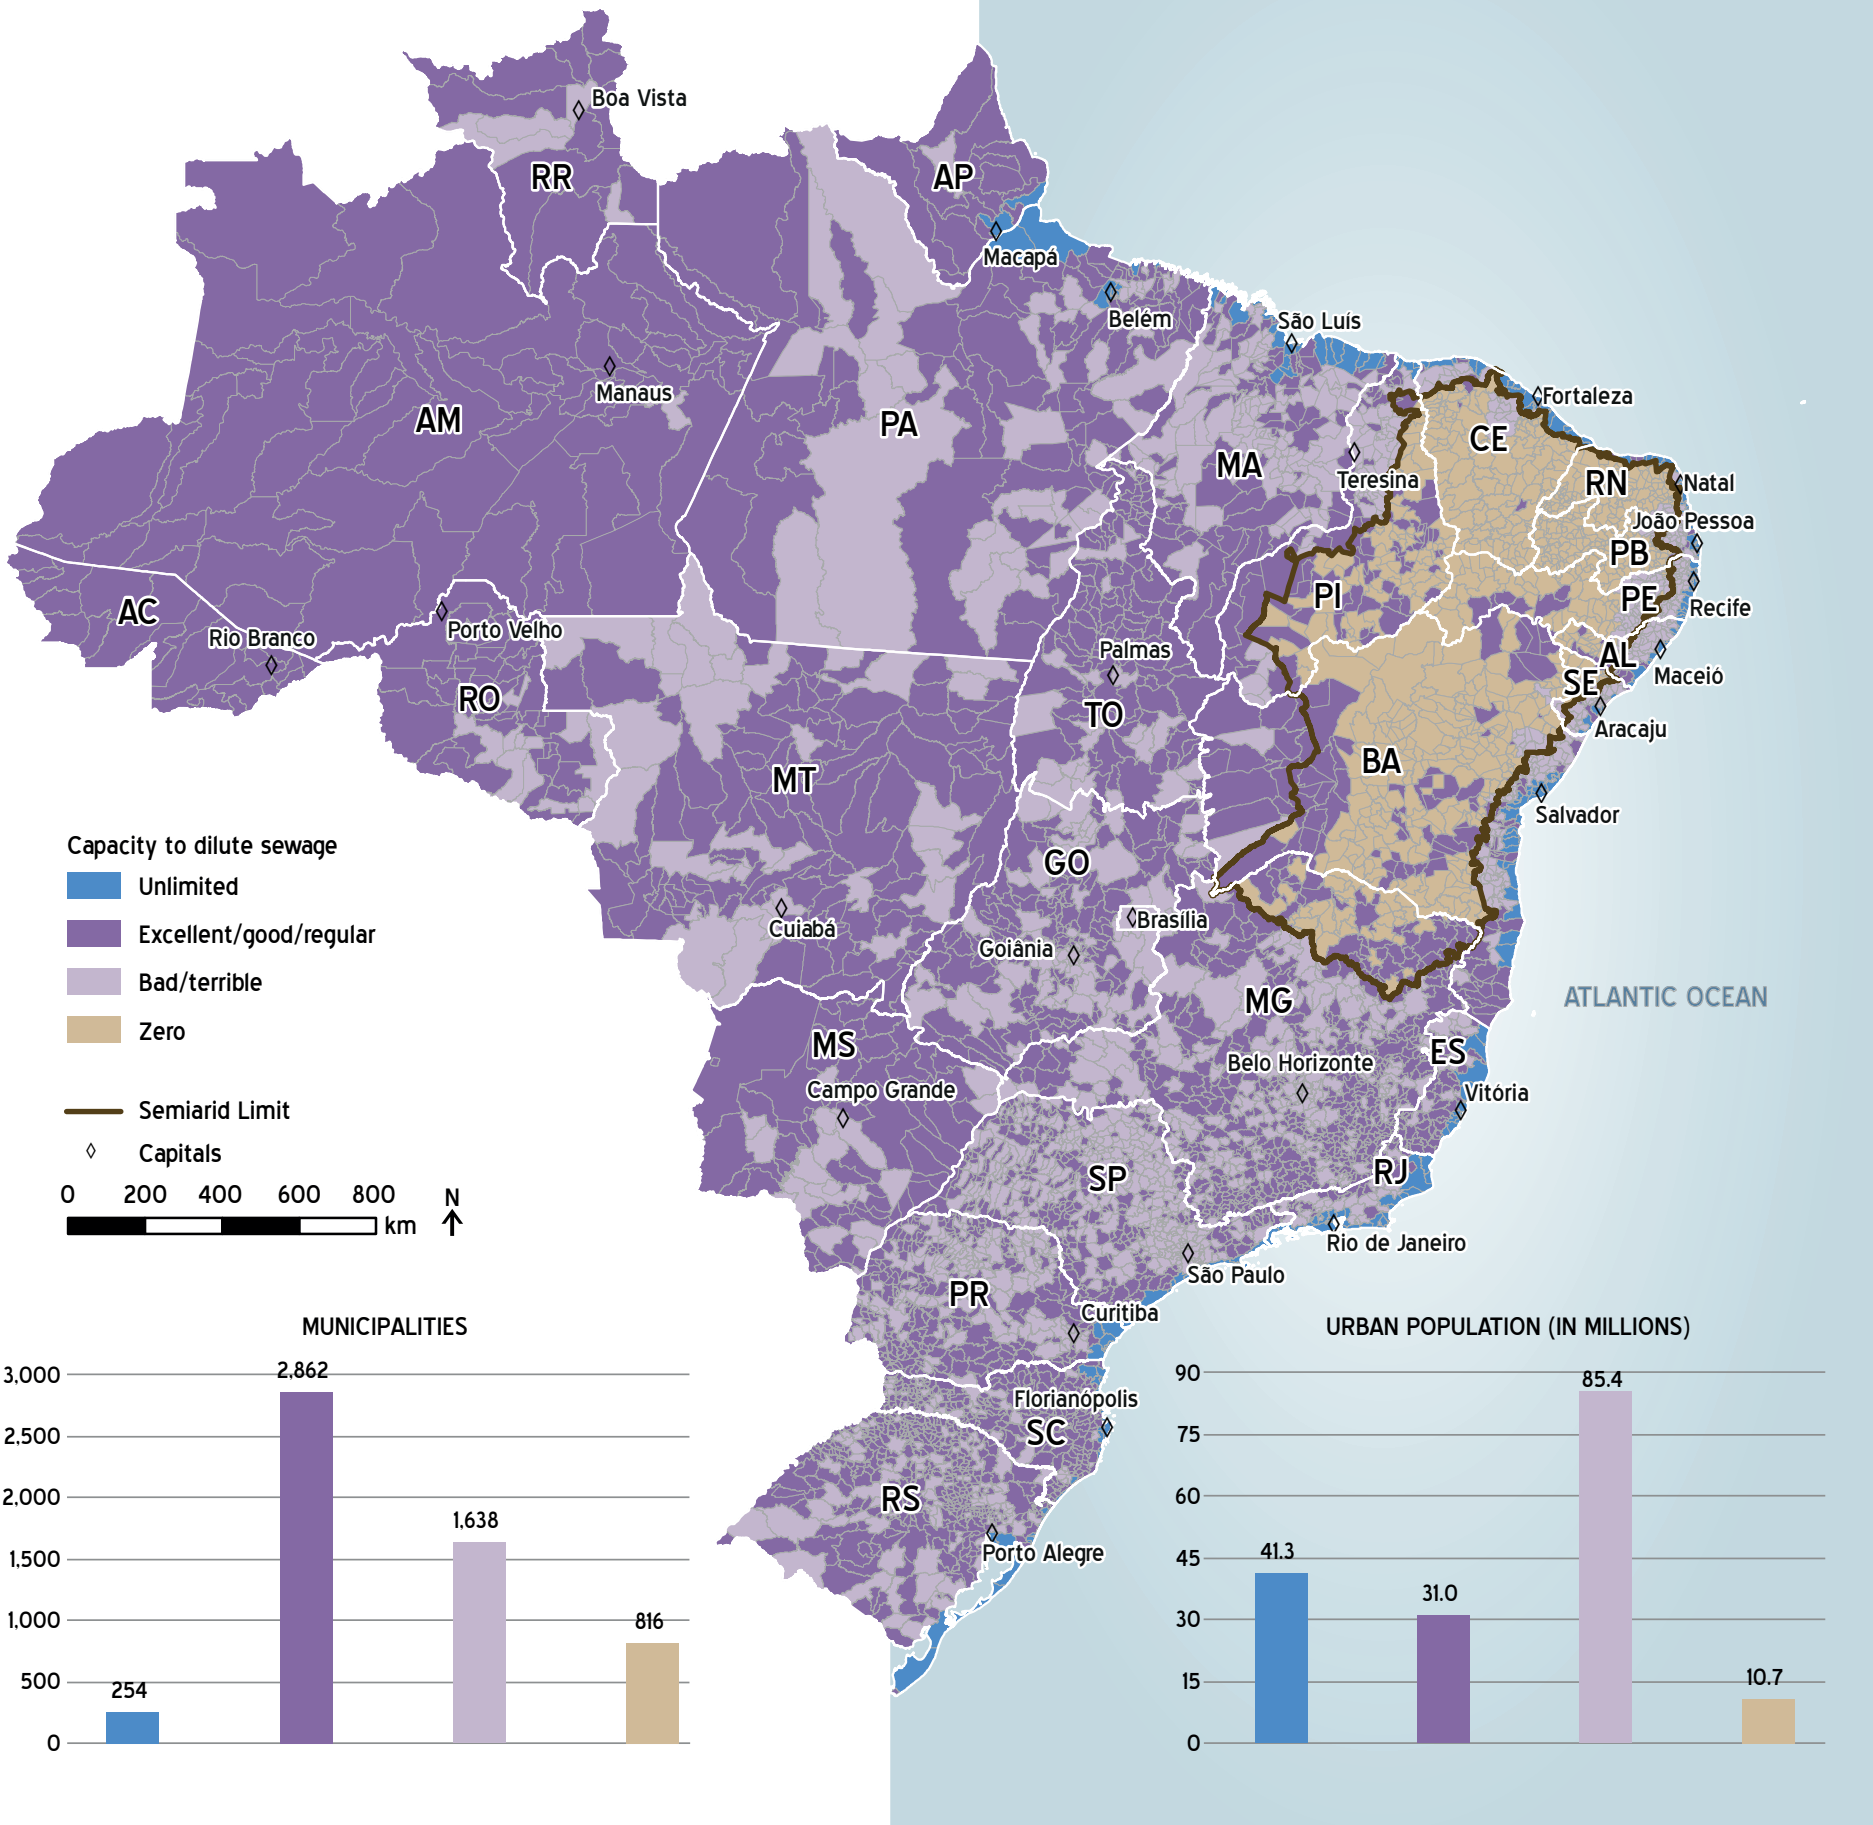 Boa Vista
RR
AP
Macapá
Belém
São Luís
Manaus
Fortaleza
AM
PA
CE
MA
Teresina
RN
Natal
João Pessoa
PB
PI
PE
Recife
AC
Rio Branco
Porto Velho
Palmas
AL
Maceió
SE
RO
TO
Aracaju
MT
BA
Salvador
Capacity to dilute sewage
Unlimited
Excellent/good/regular
Bad/terrible
Zero
Semiarid Limit
Capitals
0 200 400 600 800
km
N
GO
Cuiabá
Brasília
Goiânia
MG
ATLANTIC OCEAN
MS
ES
Belo Horizonte
Campo Grande
Vitória
SP
RJ
Rio de Janeiro
São Paulo
PR
Curitiba
Florianópolis
SC
RS
Porto Alegre
MUNICIPALITIES
3,000
2,500
2,000
1,500
1,000
500
0
254
2,862
1,638
816
URBAN POPULATION (IN MILLIONS)
90
75
60
45
30
15
0
41.3
31.0
85.4
10.7